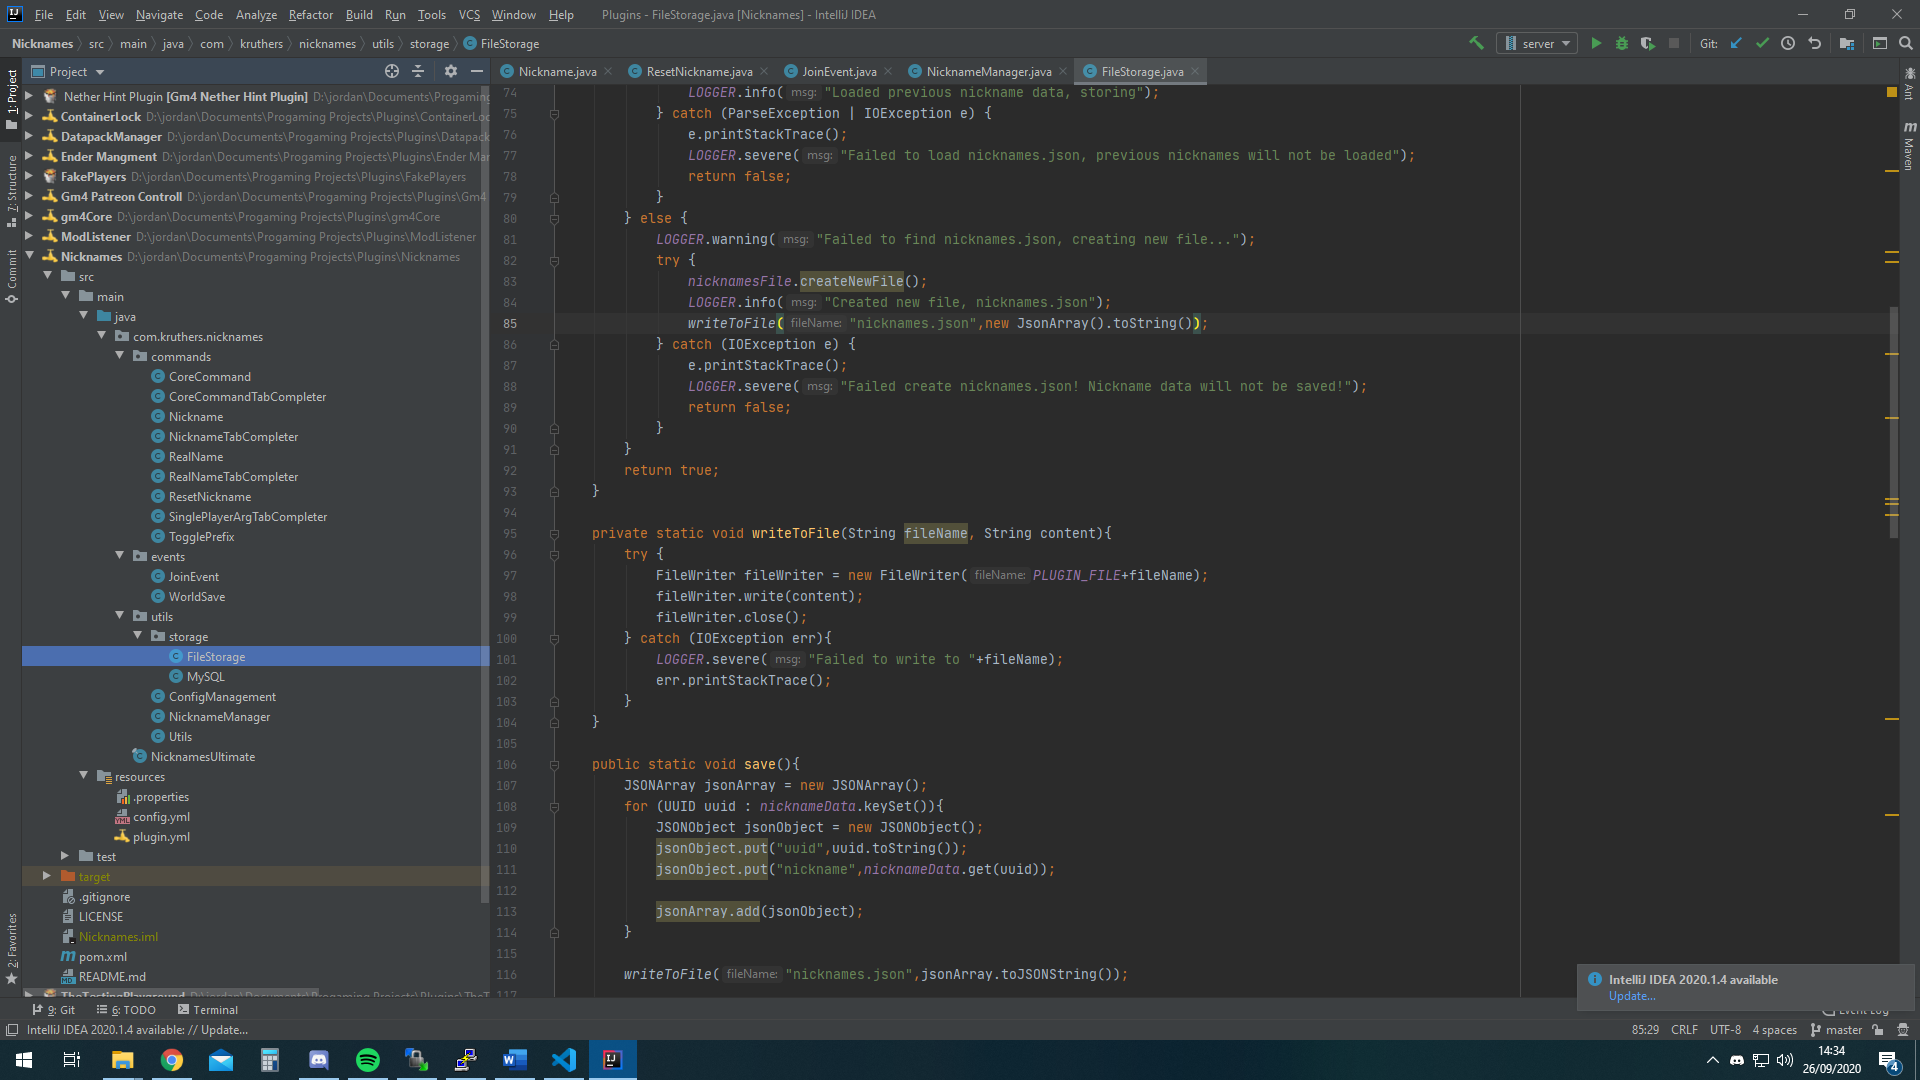 File Edit View Navigate Code Analyze Refactor Build Run Tools VCS Window Help Plugins - FileStorage.java [Nicknames] - IntelliJ IDEA
Nicknames src main java com kruthers nicknames utils storage FileStorage server Git:
Project
Nickname.java ResetNickname.java JoinEvent.java NicknameManager.java FileStorage.java
1: Project
7: Structure
Commit
2: Favorites
Nether Hint Plugin [Gm4 Nether Hint Plugin] D:\jordan\Documents\Progaming
ContainerLock D:\jordan\Documents\Progaming Projects\Plugins\ContainerLoc
DatapackManager D:\jordan\Documents\Progaming Projects\Plugins\Datapack
Ender Mangment D:\jordan\Documents\Progaming Projects\Plugins\Ender Mar
FakePlayers D:\jordan\Documents\Progaming Projects\Plugins\FakePlayers
Gm4 Patreon Controll D:\jordan\Documents\Progaming Projects\Plugins\Gm4
gm4Core D:\jordan\Documents\Progaming Projects\Plugins\gm4Core
ModListener D:\jordan\Documents\Progaming Projects\Plugins\ModListener
Nicknames D:\jordan\Documents\Progaming Projects\Plugins\Nicknames
src
main
java
com.kruthers.nicknames
commands
CoreCommand
CoreCommandTabCompleter
Nickname
NicknameTabCompleter
RealName
RealNameTabCompleter
ResetNickname
SinglePlayerArgTabCompleter
TogglePrefix
events
JoinEvent
WorldSave
utils
storage
FileStorage
MySQL
ConfigManagement
NicknameManager
Utils
NicknamesUltimate
resources
.properties
config.yml
plugin.yml
test
target
.gitignore
LICENSE
Nicknames.iml
pom.xml
README.md
TheTestingPlayground D:\jordan\Documents\Progaming Projects\Plugins\TheT
74 LOGGER.info( msg: "Loaded previous nickname data, storing");
75 } catch (ParseException | IOException e) {
76 e.printStackTrace();
77 LOGGER.severe( msg: "Failed to load nicknames.json, previous nicknames will not be loaded");
78 return false;
79 }
80 } else {
81 LOGGER.warning( msg: "Failed to find nicknames.json, creating new file...");
82 try {
83 nicknamesFile.createNewFile();
84 LOGGER.info( msg: "Created new file, nicknames.json");
85 writeToFile( fileName: "nicknames.json",new JsonArray().toString());
86 } catch (IOException e) {
87 e.printStackTrace();
88 LOGGER.severe( msg: "Failed create nicknames.json! Nickname data will not be saved!");
89 return false;
90 }
91 }
92 return true;
93 }
94
95 private static void writeToFile(String fileName, String content){
96 try {
97 FileWriter fileWriter = new FileWriter( fileName: PLUGIN_FILE+fileName);
98 fileWriter.write(content);
99 fileWriter.close();
100 } catch (IOException err){
101 LOGGER.severe( msg: "Failed to write to "+fileName);
102 err.printStackTrace();
103 }
104 }
105
106 public static void save(){
107 JSONArray jsonArray = new JSONArray();
108 for (UUID uuid : nicknameData.keySet()){
109 JSONObject jsonObject = new JSONObject();
110 jsonObject.put("uuid",uuid.toString());
111 jsonObject.put("nickname",nicknameData.get(uuid));
112
113 jsonArray.add(jsonObject);
114 }
115
116 writeToFile( fileName: "nicknames.json",jsonArray.toJSONString());
117
Ant
Maven
IntelliJ IDEA 2020.1.4 available
Update...
9: Git 6: TODO Terminal Event Log
IntelliJ IDEA 2020.1.4 available: // Update... 85:29 CRLF UTF-8 4 spaces master
14:34
26/09/2020
4